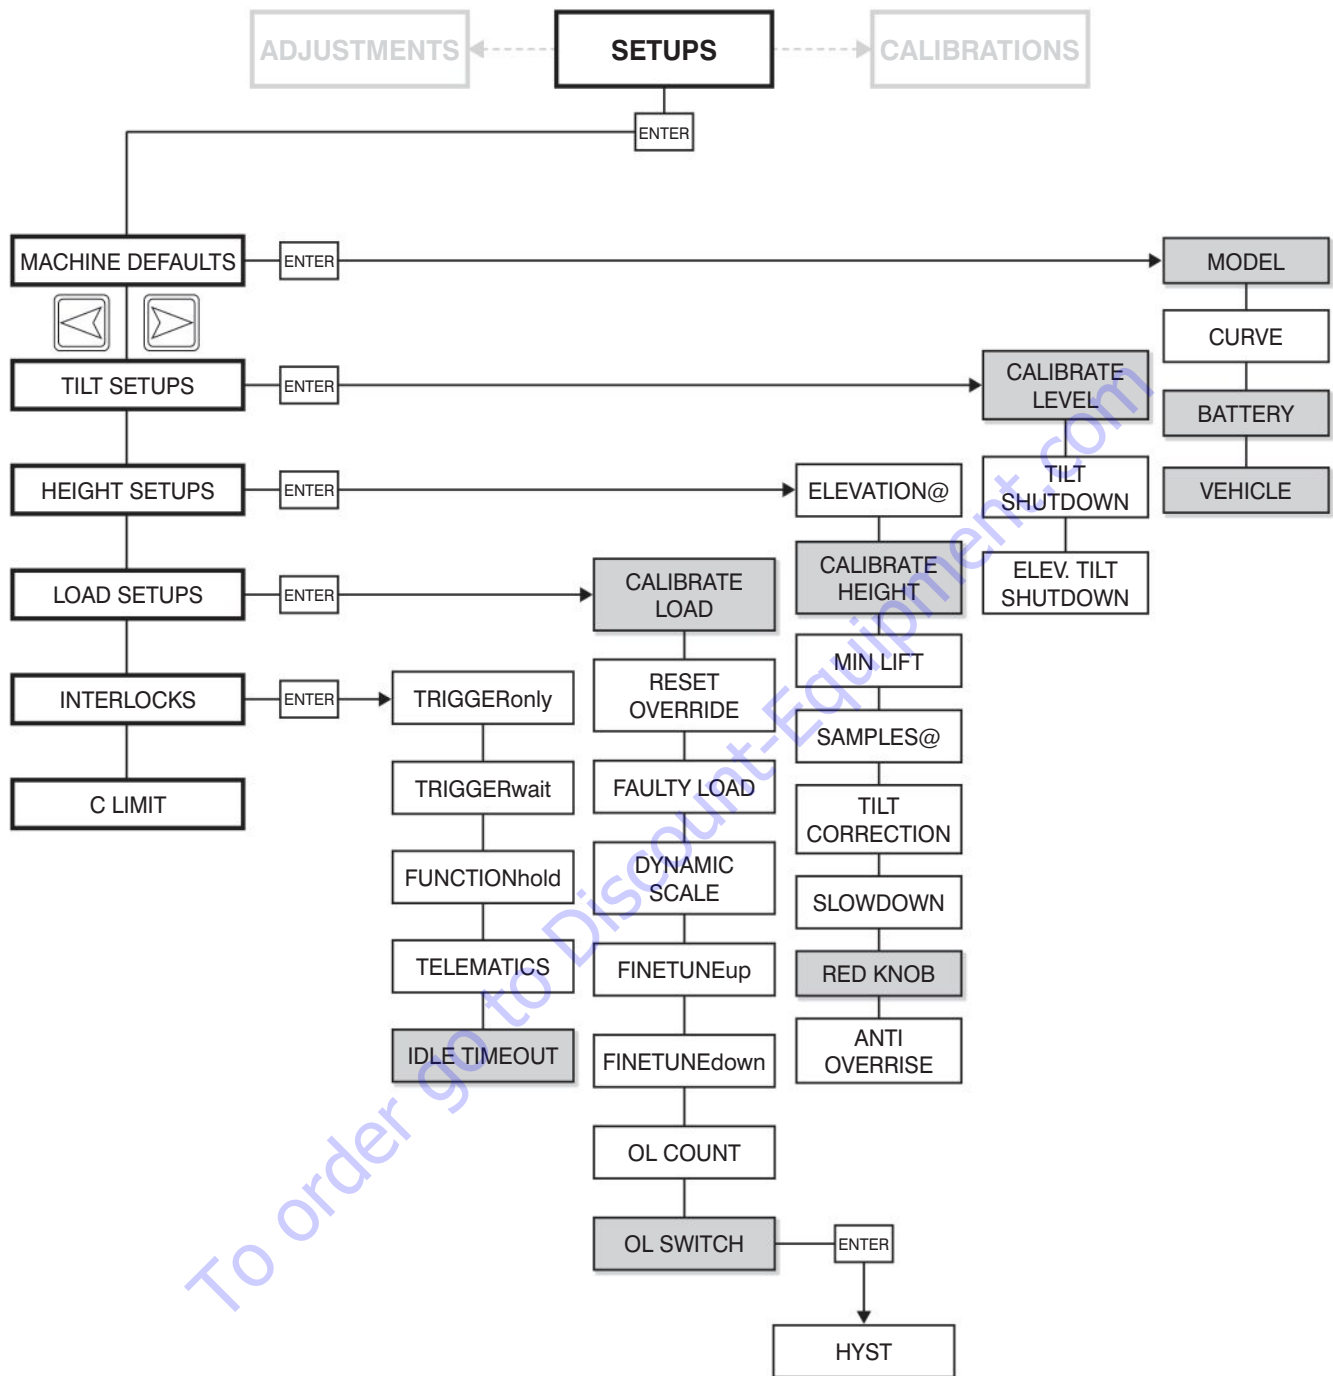 ADJUSTMENTS
SETUPS
CALIBRATIONS
ENTER
MACHINE DEFAULTS
ENTER
MODEL
CURVE
BATTERY
VEHICLE
TILT SETUPS
ENTER
CALIBRATE
LEVEL
TILT
SHUTDOWN
ELEV. TILT
SHUTDOWN
HEIGHT SETUPS
ENTER
ELEVATION@
CALIBRATE
HEIGHT
MIN LIFT
SAMPLES@
TILT
CORRECTION
SLOWDOWN
RED KNOB
ANTI
OVERRISE
LOAD SETUPS
ENTER
CALIBRATE
LOAD
RESET
OVERRIDE
FAULTY LOAD
DYNAMIC
SCALE
FINETUNEup
FINETUNEdown
OL COUNT
OL SWITCH
ENTER
HYST
INTERLOCKS
ENTER
TRIGGERonly
TRIGGERwait
FUNCTIONhold
TELEMATICS
IDLE TIMEOUT
C LIMIT
To order go to Discount-Equipment.com